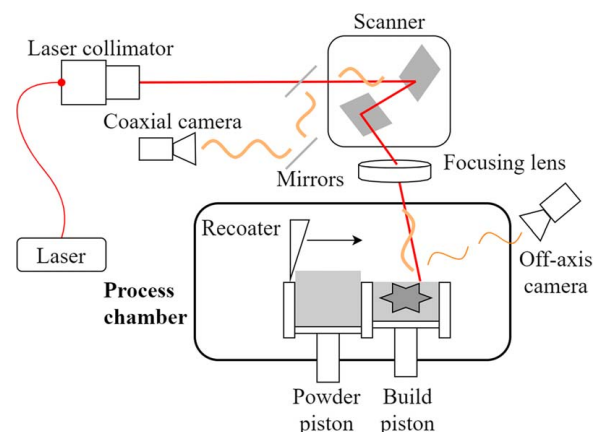 Scanner
Laser collimator
Coaxial camera
Mirrors
Focusing lens
Recoater
Off-axis
camera
Laser
Process
chamber
Powder
piston
Build
piston